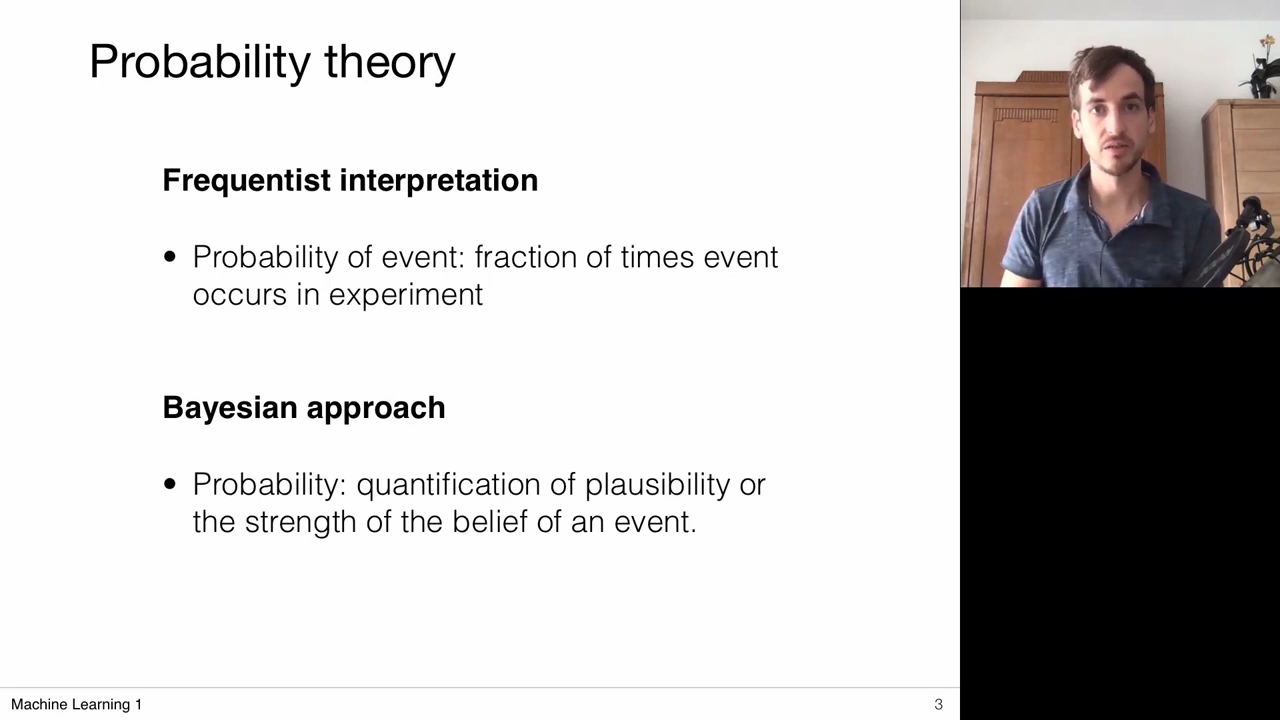 Probability theory
Frequentist interpretation
• Probability of event: fraction of times event
occurs in experiment
Bayesian approach
• Probability: quantification of plausibility or
the strength of the belief of an event.
Machine Learning 1
3